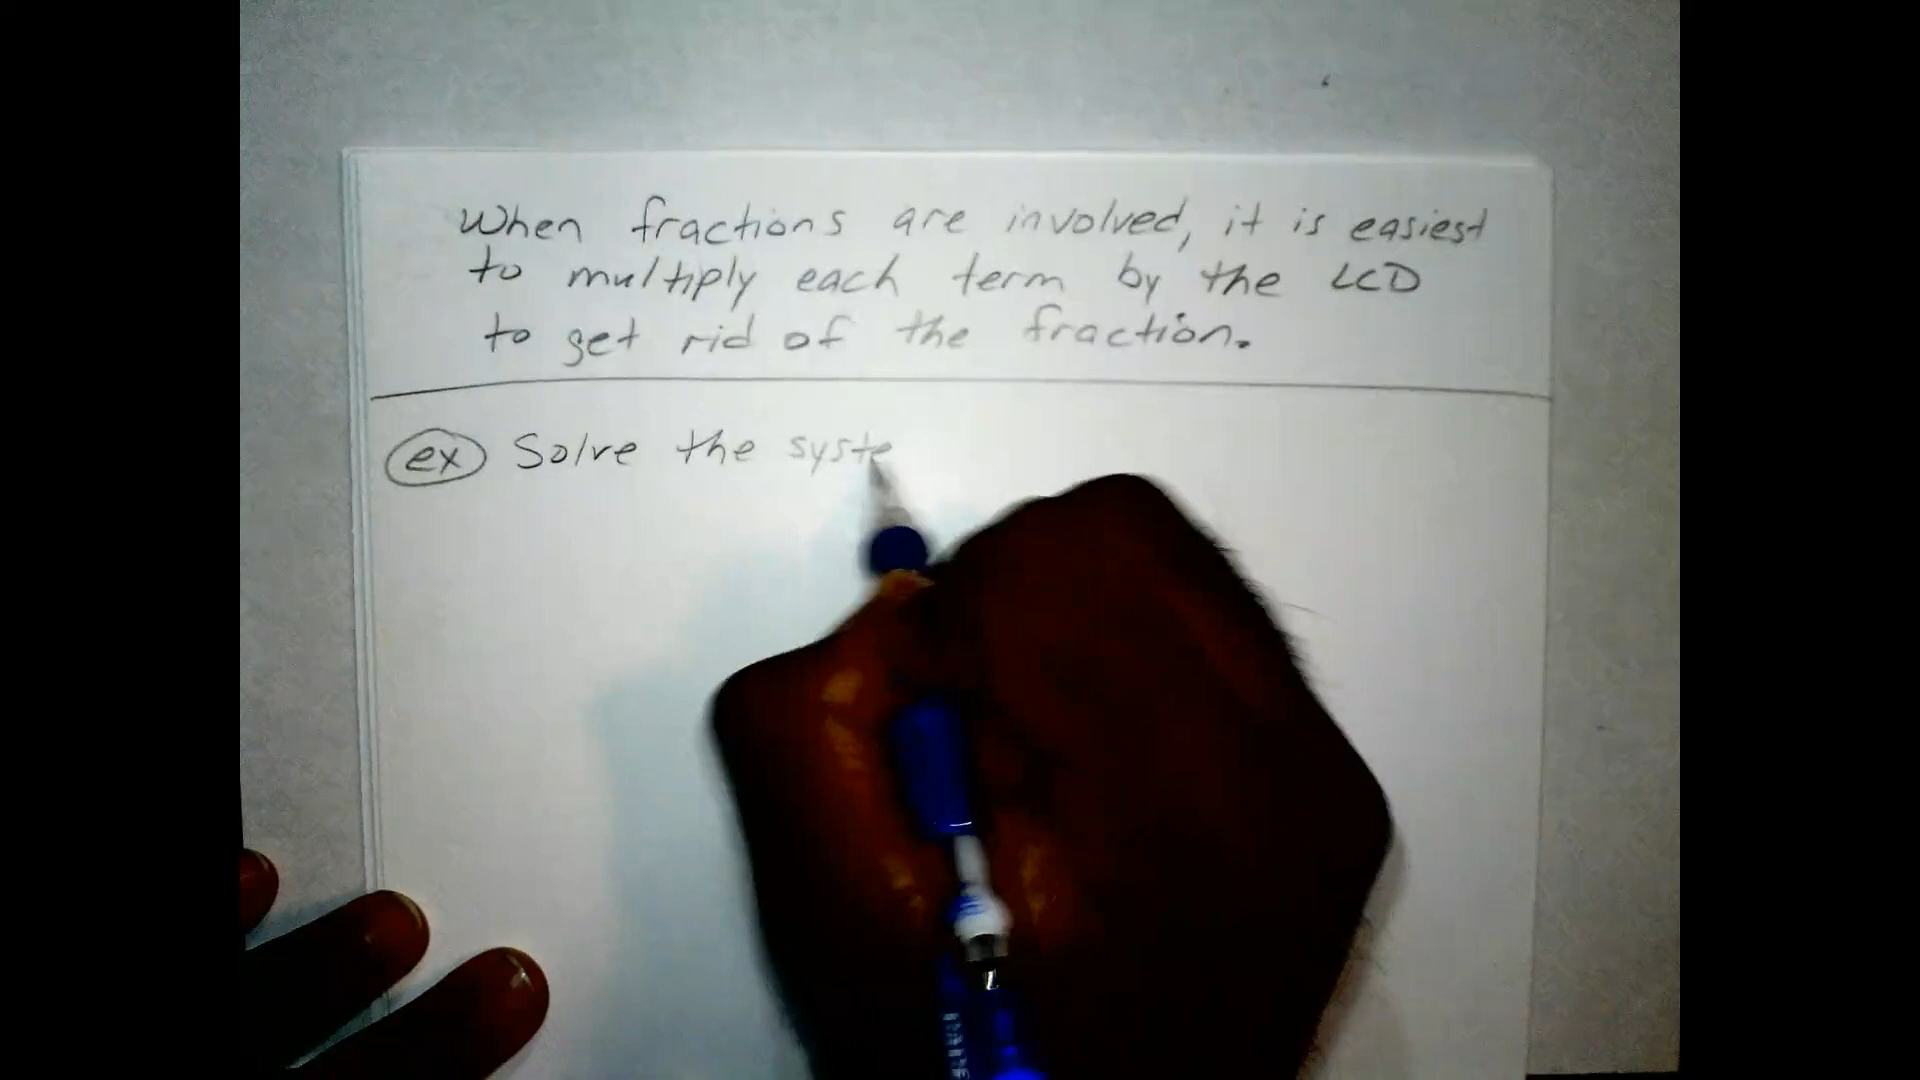 When fractions are involved, it is easiest
to multiply each term by the LCD
to get rid of the fraction.
ex Solve the syste